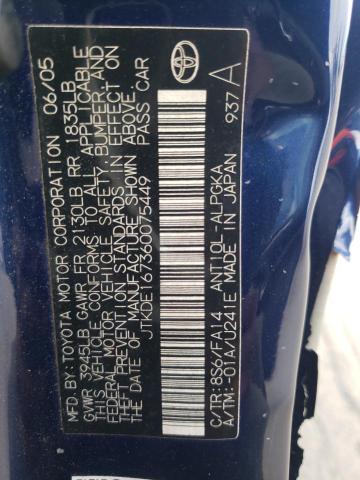 MFD.BY:TOYOTA MOTOR CORPORATION 06/05
GVWR 3945LB GAWR FR 2130LB RR 1835LB
THIS VEHICLE CONFORMS TO ALL APPLICABLE
FEDERAL MOTOR VEHICLE SAFETY, BUMPER, AND
THEFT PREVENTION STANDARDS IN EFFECT ON
THE DATE OF MANUFACTURE SHOWN ABOVE.
JTKDE167360075449 PASS CAR
C/TR:8S6/FA14 ANT10L-ALPGKA
A/TM:-01A/U241E MADE IN JAPAN
937 A